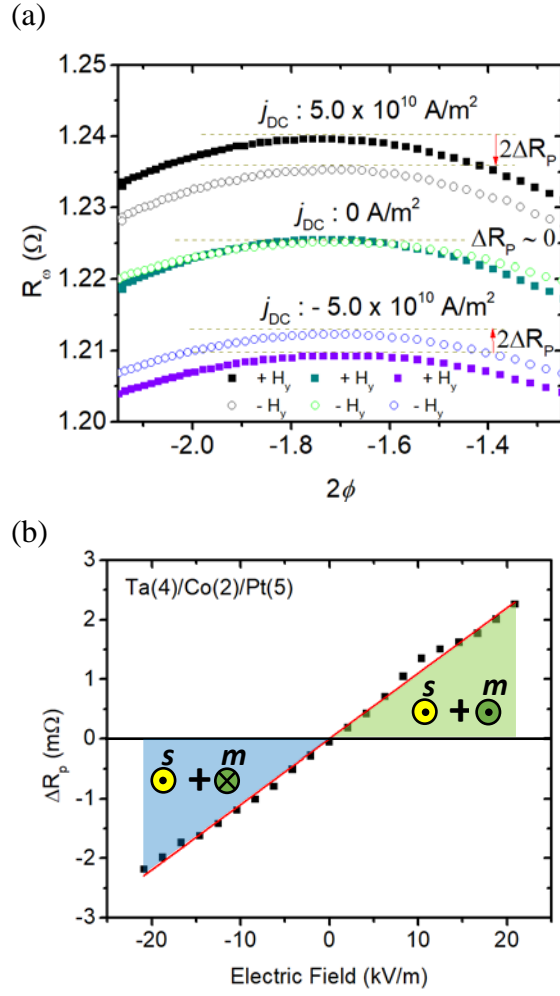 (a)
1.25
1.24
1.23
1.22
1.21
1.20
R_ω (Ω)
j_DC : 5.0 x 10^10 A/m^2
2ΔR_P
j_DC : 0 A/m^2
ΔR_P ~ 0
j_DC : - 5.0 x 10^10 A/m^2
2ΔR_P
+ H_y + H_y + H_y
- H_y - H_y - H_y
-2.0 -1.8 -1.6 -1.4
2ϕ
(b)
3
2
1
0
-1
-2
-3
ΔR_p (mΩ)
Ta(4)/Co(2)/Pt(5)
s + m
s + m
-20 -10 0 10 20
Electric Field (kV/m)